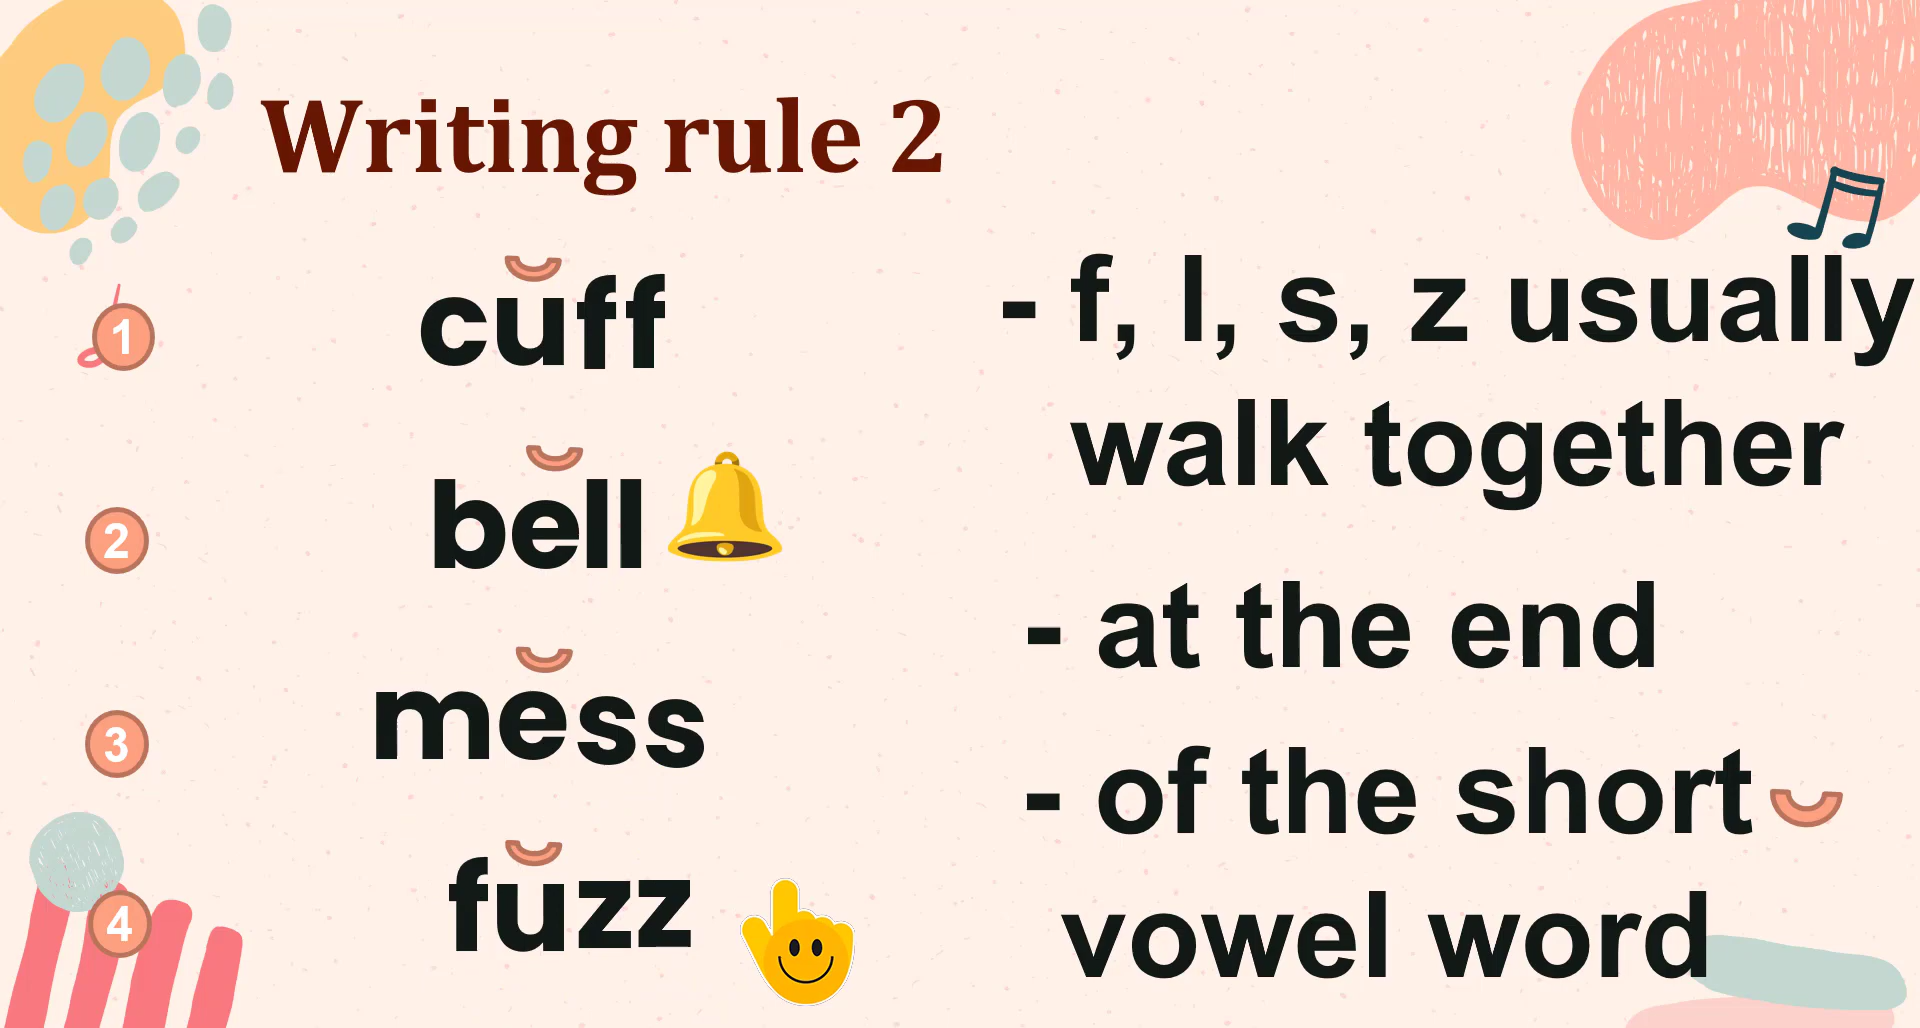 Writing rule 2
1 cuff
2 bell
3 mess
4 fuzz
- f, l, s, z usually
walk together
- at the end
- of the short
vowel word